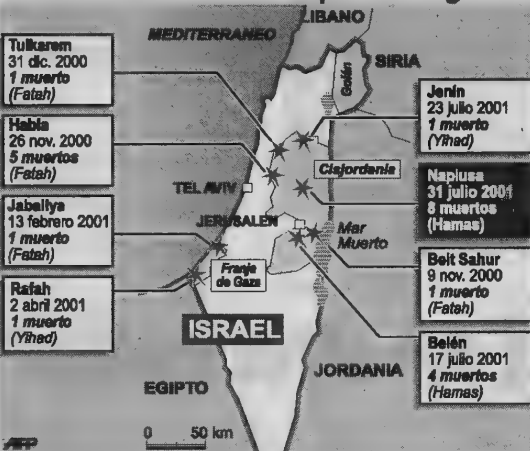 LIBANO
MEDITERRANEO
SIRIA
Golán
Tulkarem
31 dic. 2000
1 muerto
(Fatah)
Habla
26 nov. 2000
5 muertos
(Fatah)
Jabaliya
13 febrero 2001
1 muerto
(Fatah)
Rafah
2 abril 2001
1 muerto
(Yihad)
Cisjordania
TEL AVIV
JERUSALEN
Mar
Muerto
Franja
de Gaza
ISRAEL
EGIPTO
JORDANIA
Jenín
23 julio 2001
1 muerto
(Yihad)
Naplusa
31 julio 2001
8 muertos
(Hamas)
Beit Sahur
9 nov. 2000
1 muerto
(Fatah)
Belén
17 julio 2001
4 muertos
(Hamas)
AFP
0 50 km